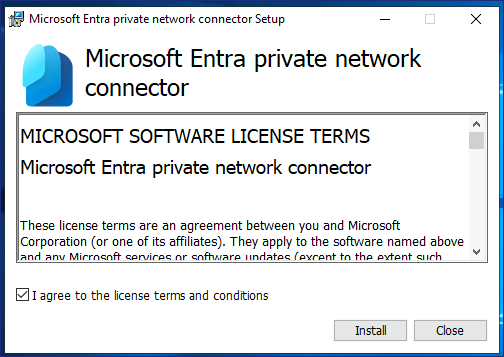 Microsoft Entra private network connector Setup
Microsoft Entra private network
connector
MICROSOFT SOFTWARE LICENSE TERMS
Microsoft Entra private network connector
These license terms are an agreement between you and Microsoft
Corporation (or one of its affiliates). They apply to the software named above
and any Microsoft services or software updates (except to the extent such
I agree to the license terms and conditions
Install
Close